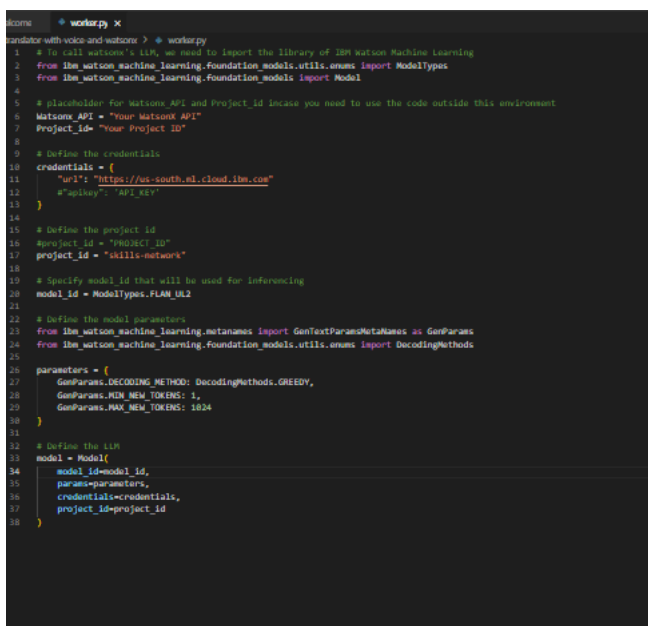 elcome worker.py ×
translator-with-voice-and-watsonx > worker.py
1 # To call watsonx's LLM, we need to import the library of IBM Watson Machine Learning
2 from ibm_watson_machine_learning.foundation_models.utils.enums import ModelTypes
3 from ibm_watson_machine_learning.foundation_models import Model
4
5 # placeholder for Watsonx_API and Project_id incase you need to use the code outside this environment
6 Watsonx_API = "Your WatsonX API"
7 Project_id= "Your Project ID"
8
9 # Define the credentials
10 credentials = {
11 "url": "https://us-south.ml.cloud.ibm.com"
12 #"apikey": 'API_KEY'
13 }
14
15 # Define the project id
16 #project_id = "PROJECT_ID"
17 project_id = "skills-network"
18
19 # Specify model_id that will be used for inferencing
20 model_id = ModelTypes.FLAN_UL2
21
22 # Define the model parameters
23 from ibm_watson_machine_learning.metanames import GenTextParamsMetaNames as GenParams
24 from ibm_watson_machine_learning.foundation_models.utils.enums import DecodingMethods
25
26 parameters = {
27 GenParams.DECODING_METHOD: DecodingMethods.GREEDY,
28 GenParams.MIN_NEW_TOKENS: 1,
29 GenParams.MAX_NEW_TOKENS: 1024
30 }
31
32 # Define the LLM
33 model = Model(
34 model_id=model_id,
35 params=parameters,
36 credentials=credentials,
37 project_id=project_id
38 )